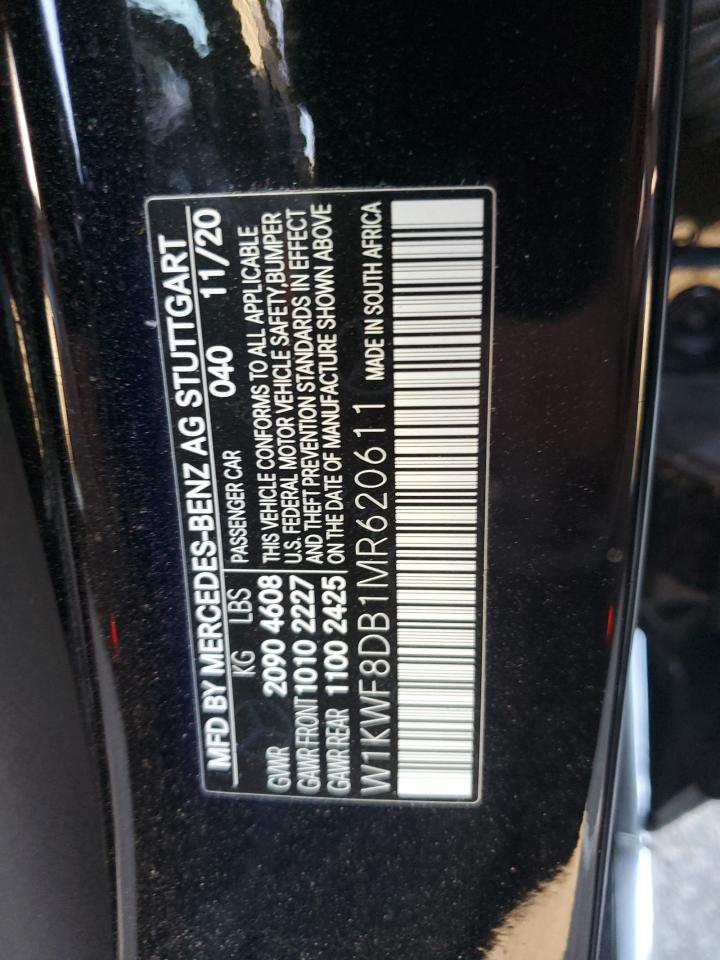 MFD BY MERCEDES-BENZ AG STUTTGART
040 11/20
KG LBS PASSENGER CAR
GWR 2090 4608
GAWR FRONT 1010 2227
GAWR REAR 1100 2425
THIS VEHICLE CONFORMS TO ALL APPLICABLE
U.S. FEDERAL MOTOR VEHICLE SAFETY,BUMPER
AND THEFT PREVENTION STANDARDS IN EFFECT
ON THE DATE OF MANUFACTURE SHOWN ABOVE
W1KWF8DB1MR620611 MADE IN SOUTH AFRICA